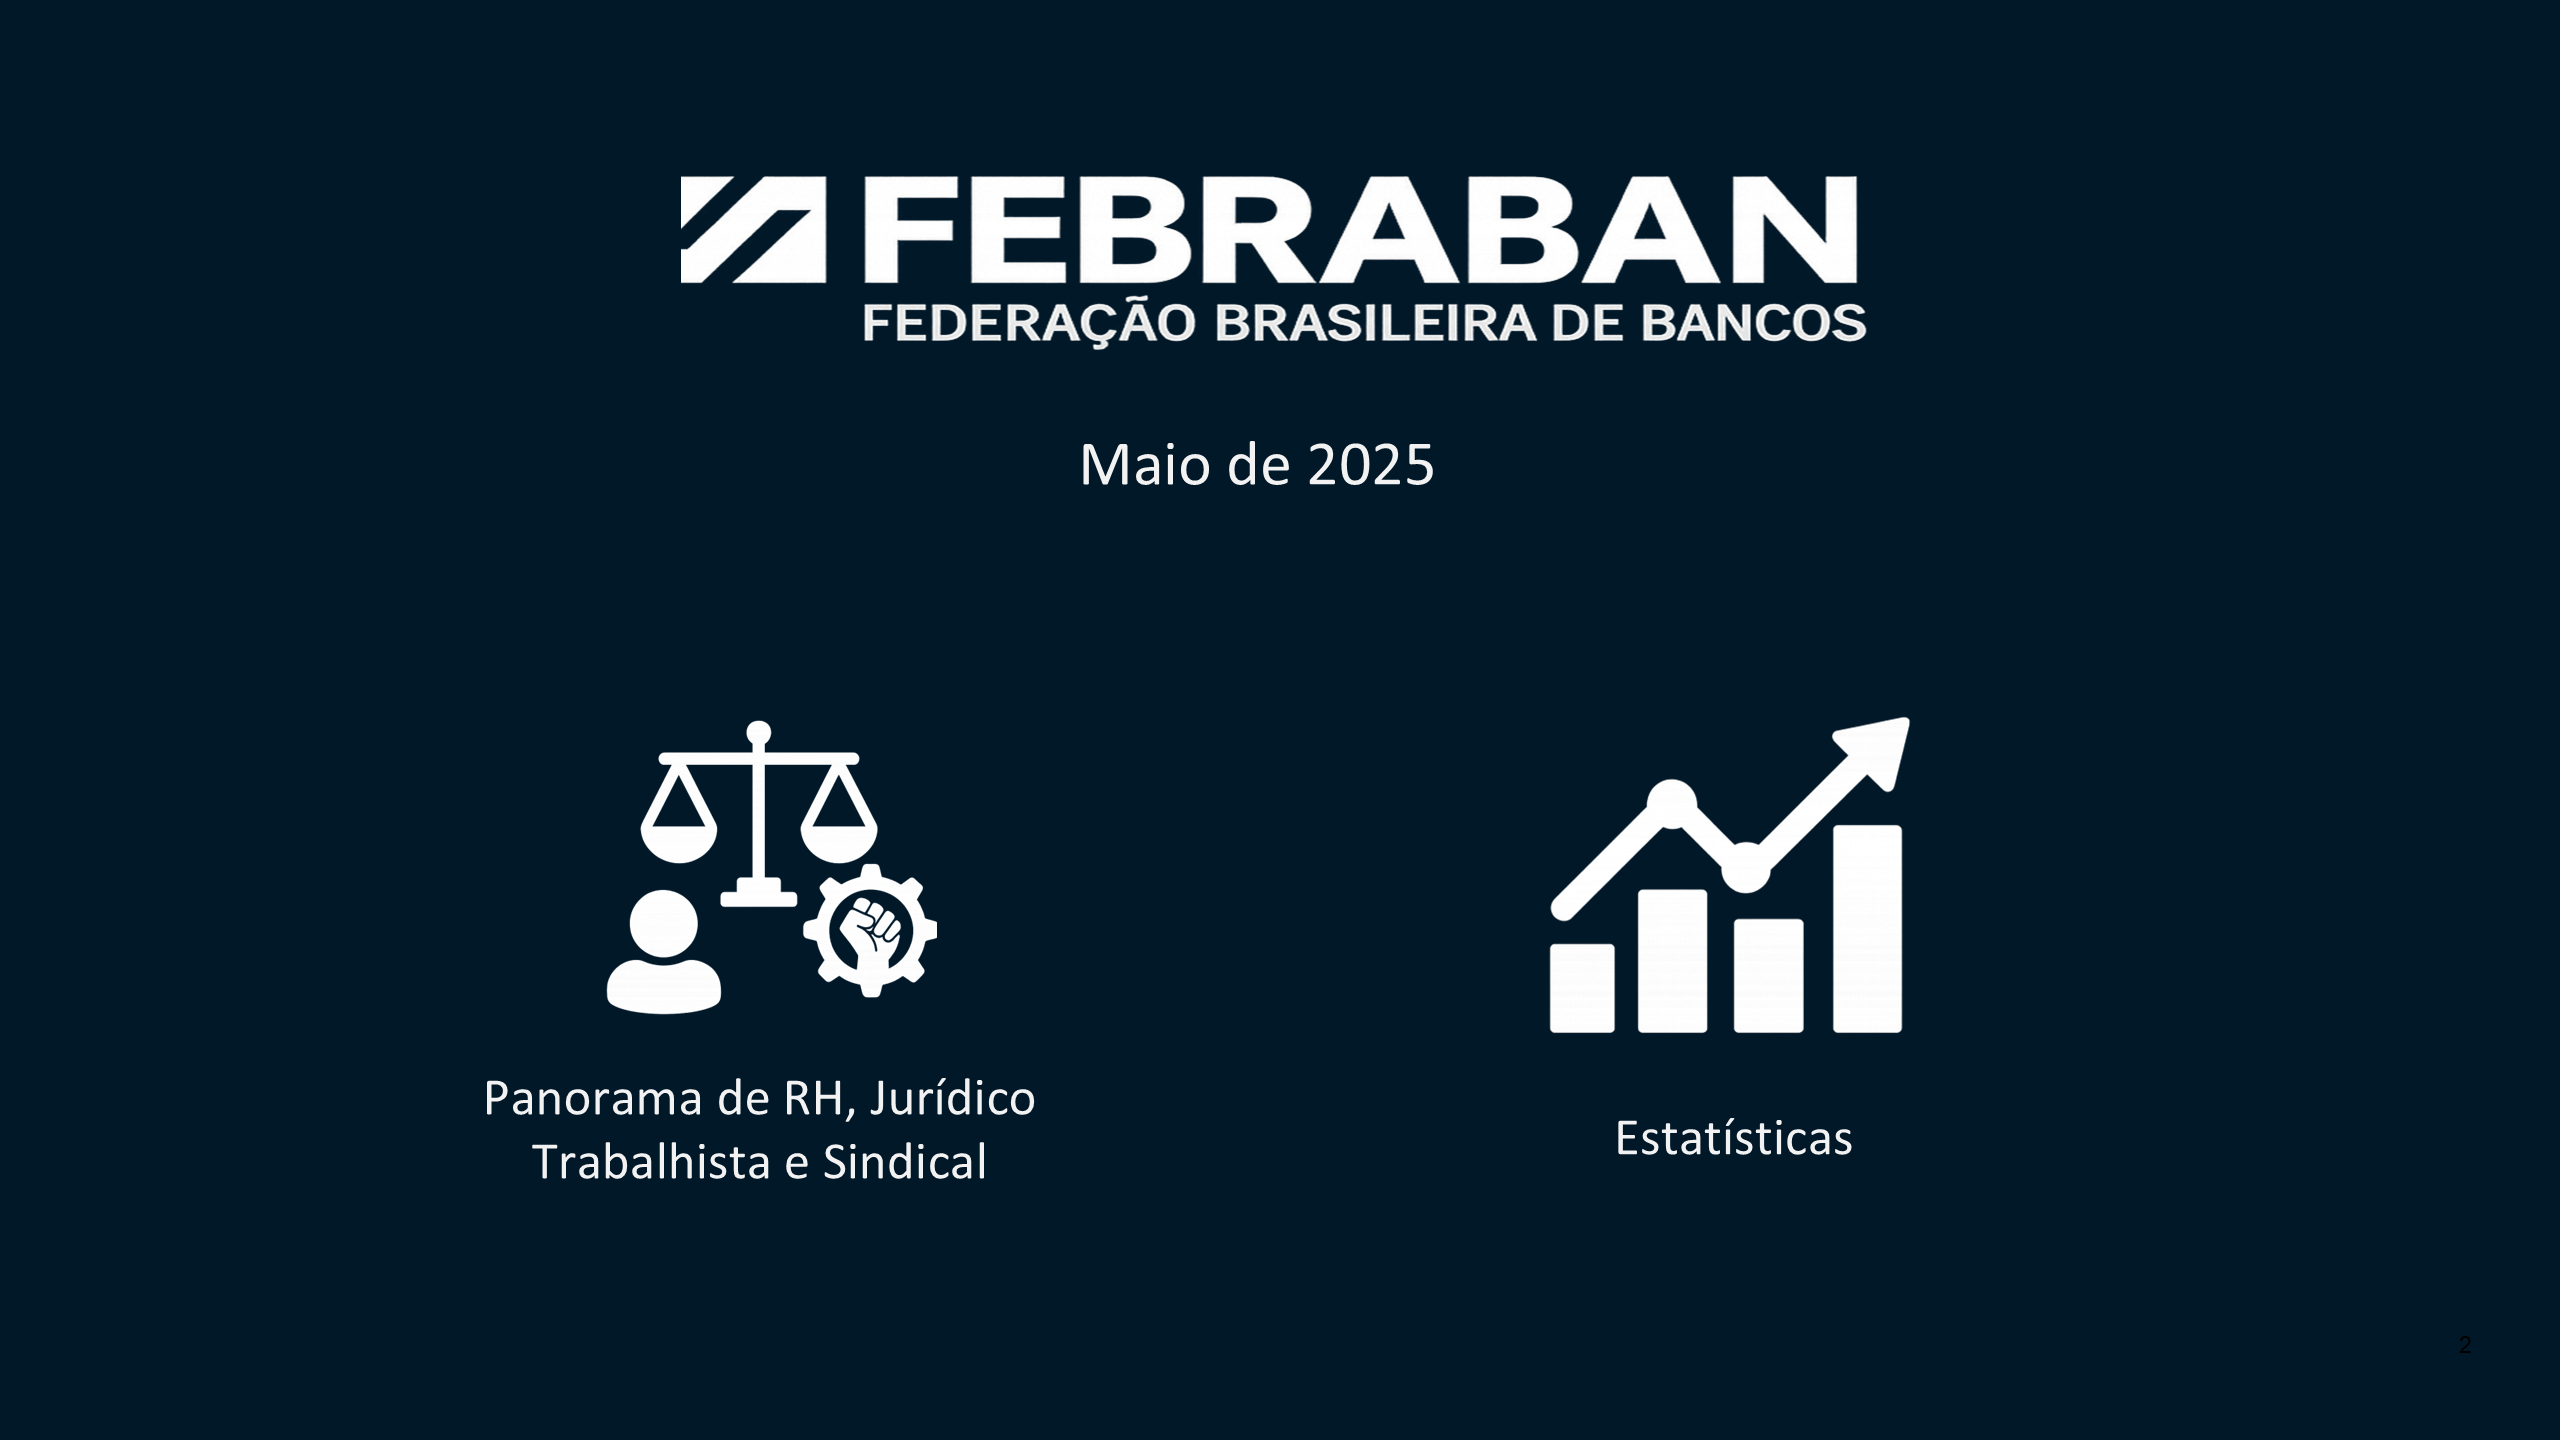 FEBRABAN
FEDERAÇÃO BRASILEIRA DE BANCOS
Maio de 2025
Panorama de RH, Jurídico
Trabalhista e Sindical
Estatísticas
2